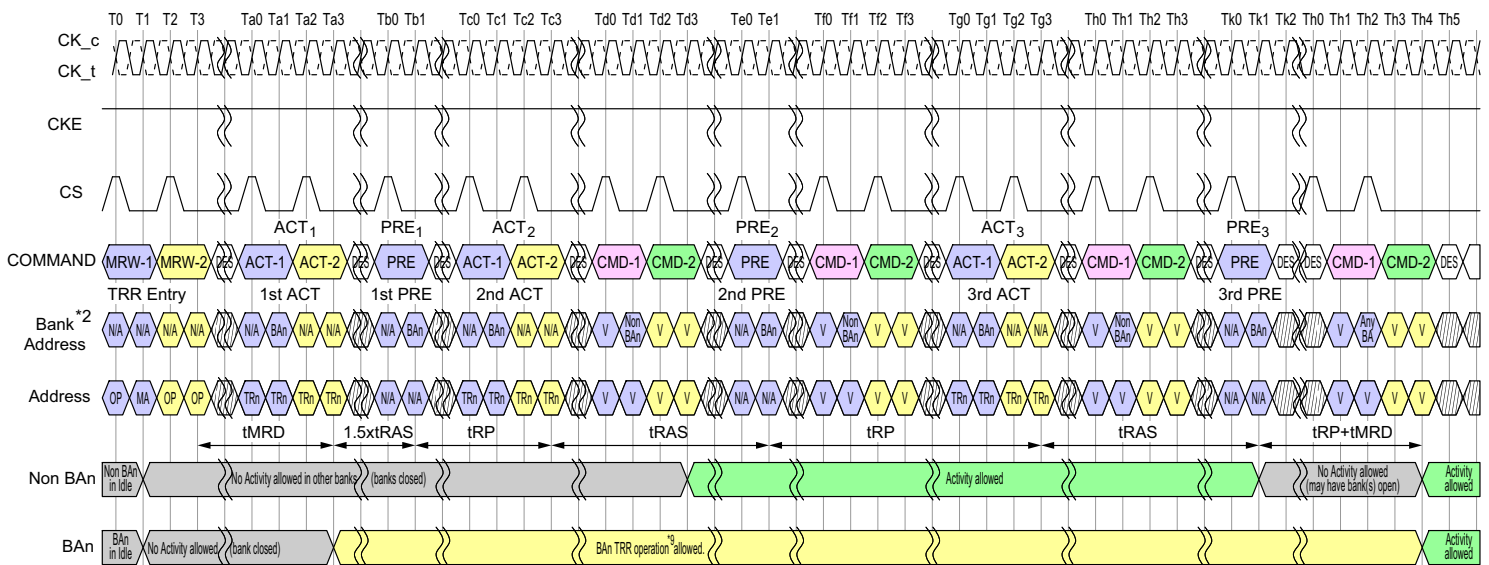 T0 T1 T2 T3 Ta0 Ta1 Ta2 Ta3 Tb0 Tb1 Tc0 Tc1 Tc2 Tc3 Td0 Td1 Td2 Td3 Te0 Te1 Tf0 Tf1 Tf2 Tf3 Tg0 Tg1 Tg2 Tg3 Th0 Th1 Th2 Th3 Tk0 Tk1 Tk2 Th0 Th1 Th2 Th3 Th4 Th5
CK_c
CK_t
CKE
CS
ACT1 PRE1 ACT2 PRE2 ACT3 PRE3
COMMAND MRW-1 MRW-2 DES ACT-1 ACT-2 DES PRE DES ACT-1 ACT-2 DES CMD-1 CMD-2 DES PRE DES CMD-1 CMD-2 DES ACT-1 ACT-2 DES CMD-1 CMD-2 DES PRE DES DES CMD-1 CMD-2 DES
TRR Entry 1st ACT 1st PRE 2nd ACT 2nd PRE 3rd ACT 3rd PRE
Bank*2 Address N/A N/A N/A N/A N/A BAn N/A N/A N/A BAn N/A BAn N/A N/A V Non BAn V V N/A BAn V Non BAn V V N/A BAn N/A N/A V Non BAn V V N/A BAn V Any BA V V
Address OP MA OP OP TRn TRn TRn TRn N/A N/A TRn TRn TRn TRn V V V V N/A N/A V V V V TRn TRn TRn TRn V V V V N/A N/A V V V V
tMRD 1.5xtRAS tRP tRAS tRP tRAS tRP+tMRD
Non BAn Non BAn in Idle No Activity allowed in other banks (banks closed) Activity allowed No Activity allowed (may have bank(s) open) Activity allowed
BAn BAn in Idle No Activity allowed (bank closed) BAn TRR operation*9 allowed. Activity allowed